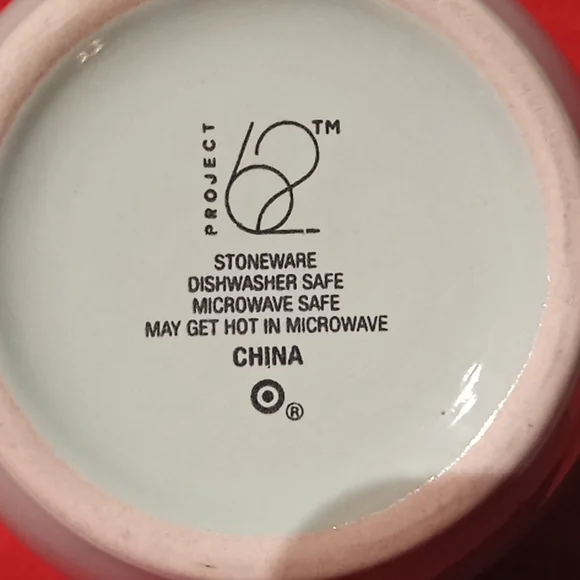 PROJECT 62™
STONEWARE
DISHWASHER SAFE
MICROWAVE SAFE
MAY GET HOT IN MICROWAVE
CHINA
®